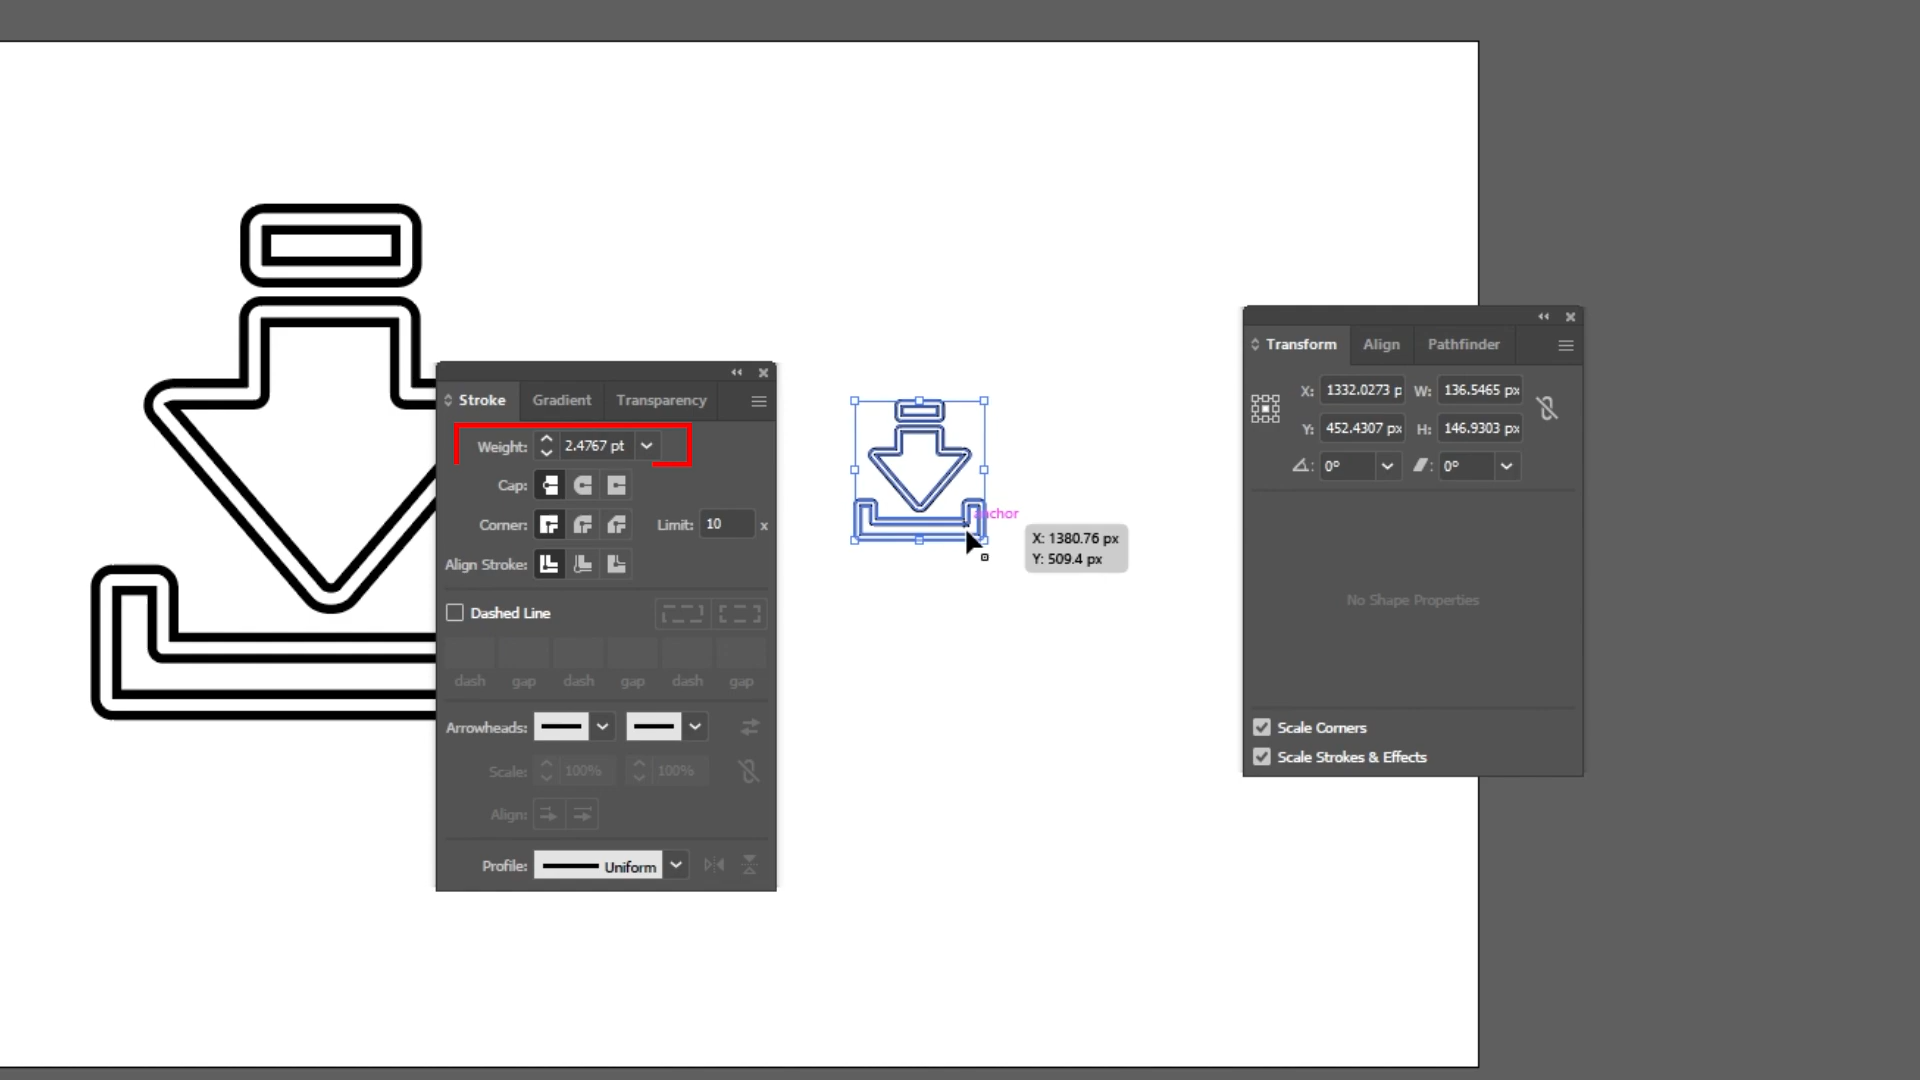 Stroke
Gradient
Transparency
Weight: 2.4767 pt
Cap:
Corner:
Limit: 10 x
Align Stroke:
Dashed Line
dash gap dash gap dash gap
Arrowheads:
Scale: 100% 100%
Align:
Profile: Uniform
anchor
X: 1380.76 px
Y: 509.4 px
Transform
Align
Pathfinder
X: 1332.0273 p W: 136.5465 px
Y: 452.4307 px H: 146.9303 px
0° : 0°
No Shape Properties
Scale Corners
Scale Strokes & Effects